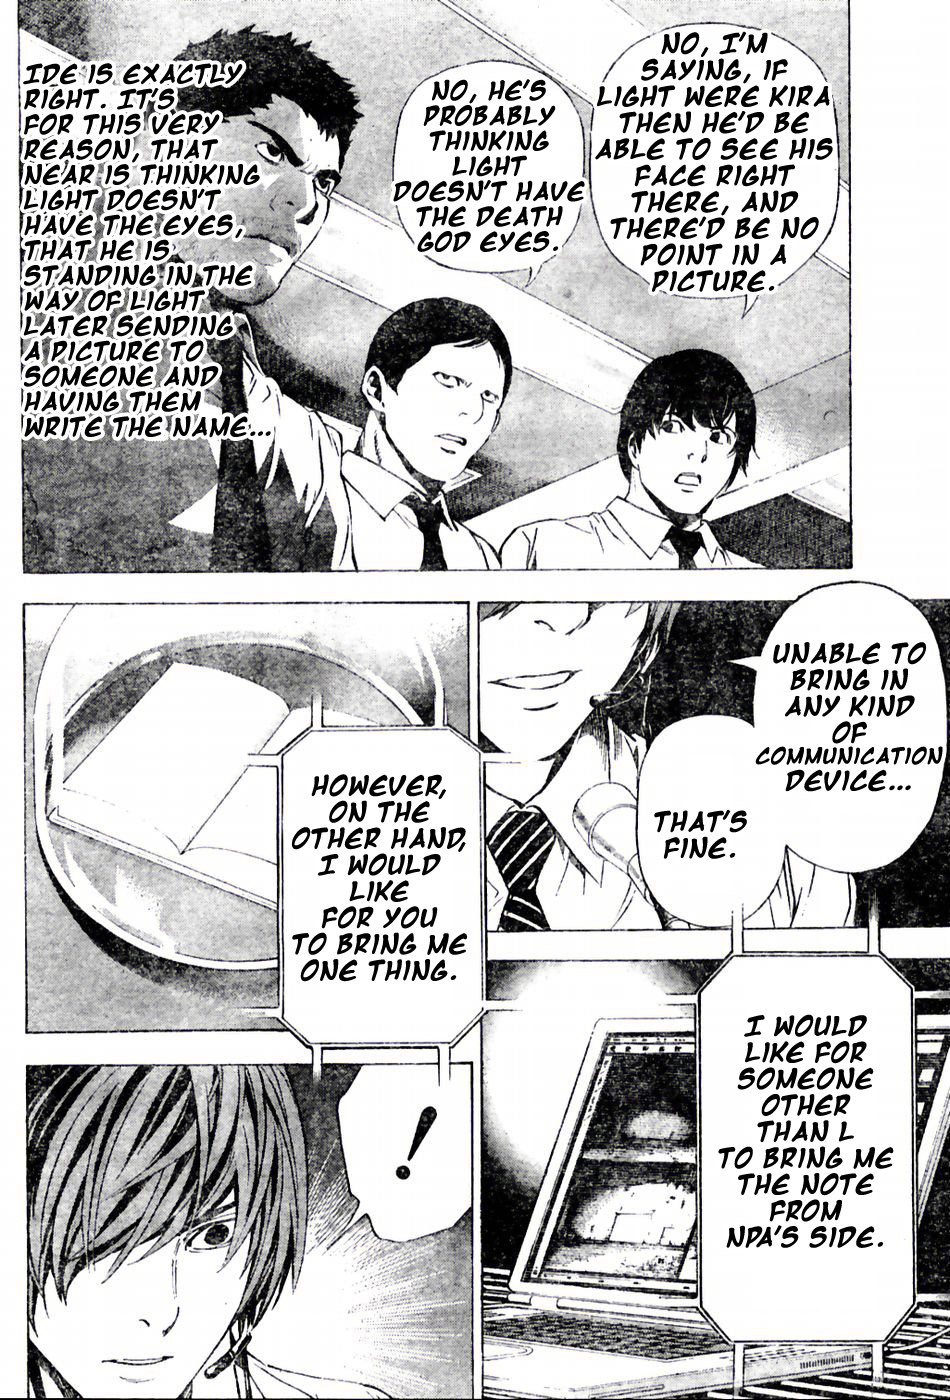 NO, I'M
SAYING, IF
LIGHT WERE KIRA
THEN HE'D BE
ABLE TO SEE HIS
FACE RIGHT
THERE, AND
THERE'D BE NO
POINT IN A
PICTURE.
NO, HE'S
PROBABLY
THINKING
LIGHT
DOESN'T HAVE
THE DEATH
GOD EYES.
IDE IS EXACTLY
RIGHT. IT'S
FOR THIS VERY
REASON, THAT
NEAR IS THINKING
LIGHT DOESN'T
HAVE THE EYES,
THAT HE IS
STANDING IN THE
WAY OF LIGHT
LATER SENDING
A PICTURE TO
SOMEONE AND
HAVING THEM
WRITE THE NAME...
UNABLE TO
BRING IN
ANY KIND
OF
COMMUNICATION
DEVICE...
THAT'S
FINE.
HOWEVER,
ON THE
OTHER HAND,
I WOULD
LIKE
FOR YOU
TO BRING ME
ONE THING.
I WOULD
LIKE FOR
SOMEONE
OTHER
THAN L
TO BRING ME
THE NOTE
FROM
NPA'S SIDE.
!